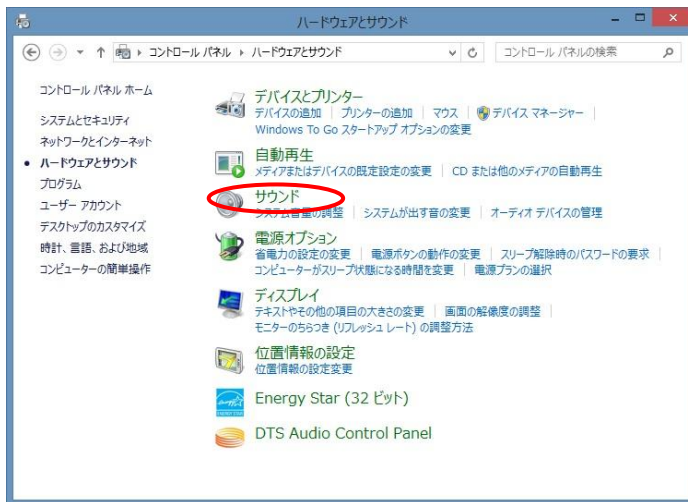 ハードウェアとサウンド
コントロール パネル ハードウェアとサウンド
コントロール パネルの検索
コントロール パネル ホーム
システムとセキュリティ
ネットワークとインターネット
ハードウェアとサウンド
プログラム
ユーザー アカウント
デスクトップのカスタマイズ
時計、言語、および地域
コンピューターの簡単操作
デバイスとプリンター
デバイスの追加 プリンターの追加 マウス デバイス マネージャー
Windows To Go スタートアップ オプションの変更
自動再生
メディアまたはデバイスの既定設定の変更 CD または他のメディアの自動再生
サウンド
システム音量の調整 システムが出す音の変更 オーディオ デバイスの管理
電源オプション
省電力の設定の変更 電源ボタンの動作の変更 スリープ解除時のパスワードの要求
コンピューターがスリープ状態になる時間を変更 電源プランの選択
ディスプレイ
テキストやその他の項目の大きさの変更 画面の解像度の調整
モニターのちらつき (リフレッシュ レート) の調整方法
位置情報の設定
位置情報の設定変更
Energy Star (32 ビット)
DTS Audio Control Panel